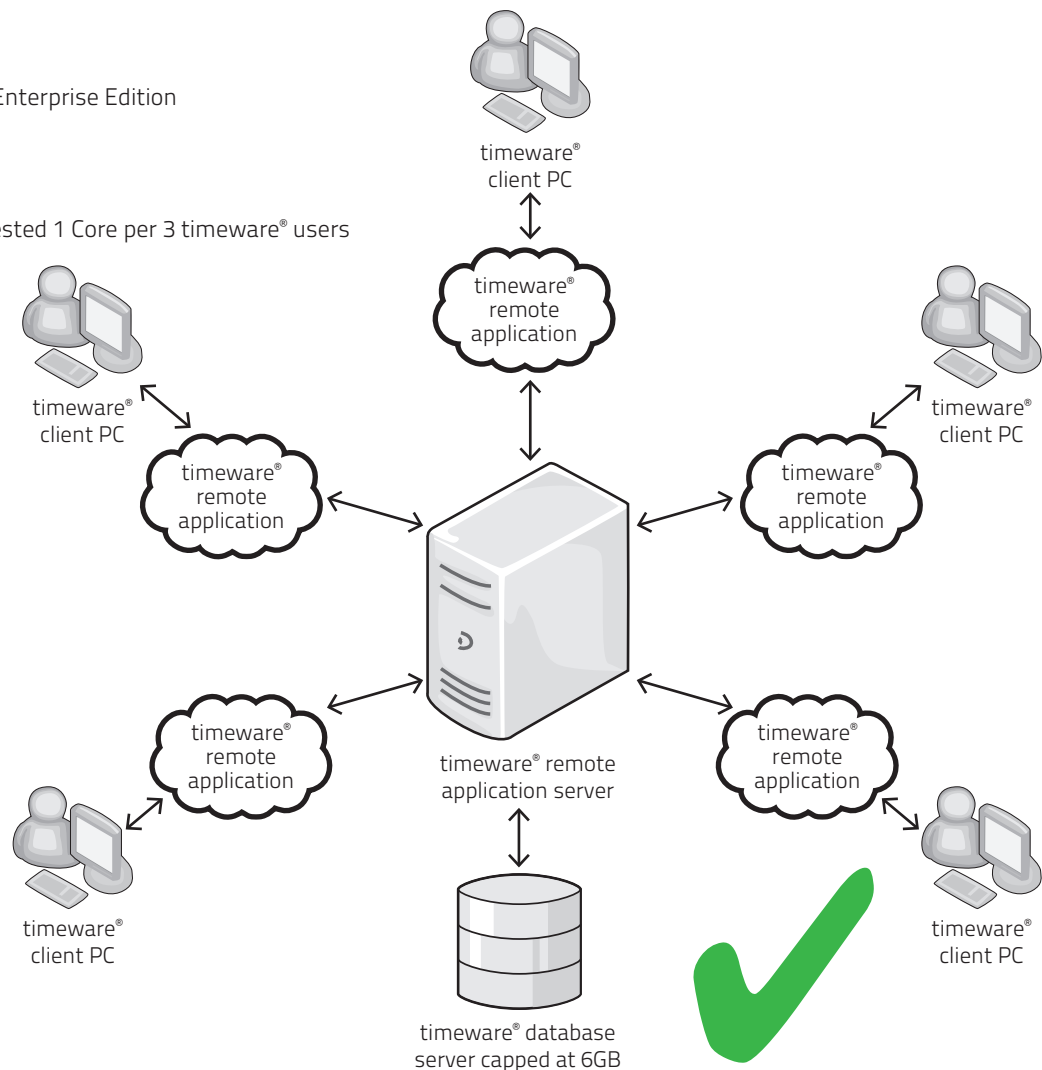 Enterprise Edition
timeware®
client PC
ested 1 Core per 3 timeware® users
timeware®
remote
application
timeware®
client PC
timeware®
client PC
timeware®
remote
application
timeware®
remote
application
timeware®
remote
application
timeware®
remote
application
timeware® remote
application server
timeware®
client PC
timeware®
client PC
timeware® database
server capped at 6GB